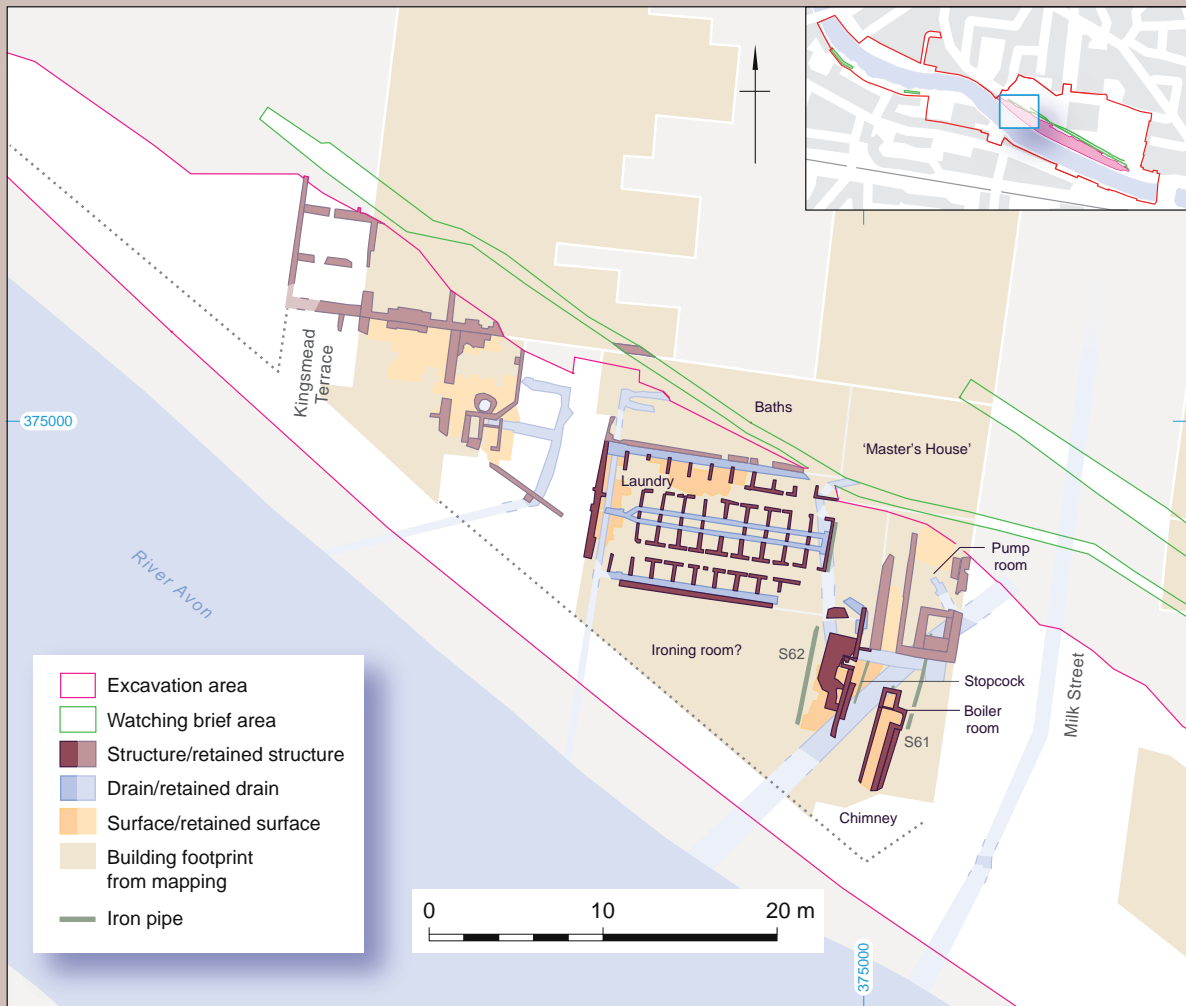 Kingsmead
Terrace
375000
Baths
'Master's House'
Laundry
Pump
room
River Avon
Ironing room?
S62
Stopcock
Boiler
room
S61
Milk Street
Chimney
Excavation area
Watching brief area
Structure/retained structure
Drain/retained drain
Surface/retained surface
Building footprint
from mapping
Iron pipe
0 10 20 m
375000